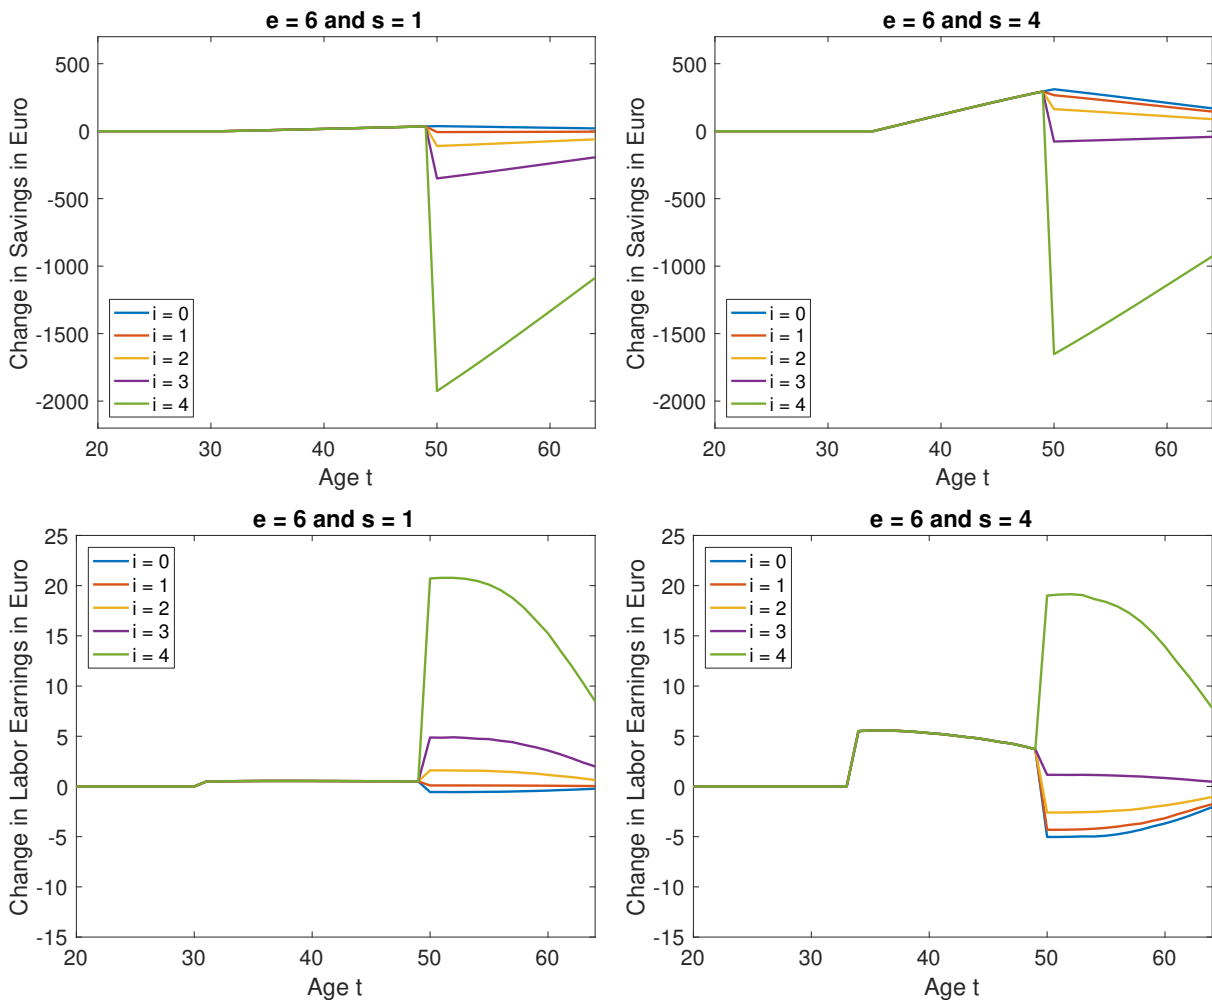 e = 6 and s = 1
Change in Savings in Euro
500
0
-500
-1000
-1500
-2000
i = 0
i = 1
i = 2
i = 3
i = 4
20
30
40
50
60
Age t
e = 6 and s = 4
Change in Savings in Euro
500
0
-500
-1000
-1500
-2000
i = 0
i = 1
i = 2
i = 3
i = 4
20
30
40
50
60
Age t
e = 6 and s = 1
Change in Labor Earnings in Euro
25
20
15
10
5
0
-5
-10
-15
i = 0
i = 1
i = 2
i = 3
i = 4
20
30
40
50
60
Age t
e = 6 and s = 4
Change in Labor Earnings in Euro
25
20
15
10
5
0
-5
-10
-15
i = 0
i = 1
i = 2
i = 3
i = 4
20
30
40
50
60
Age t